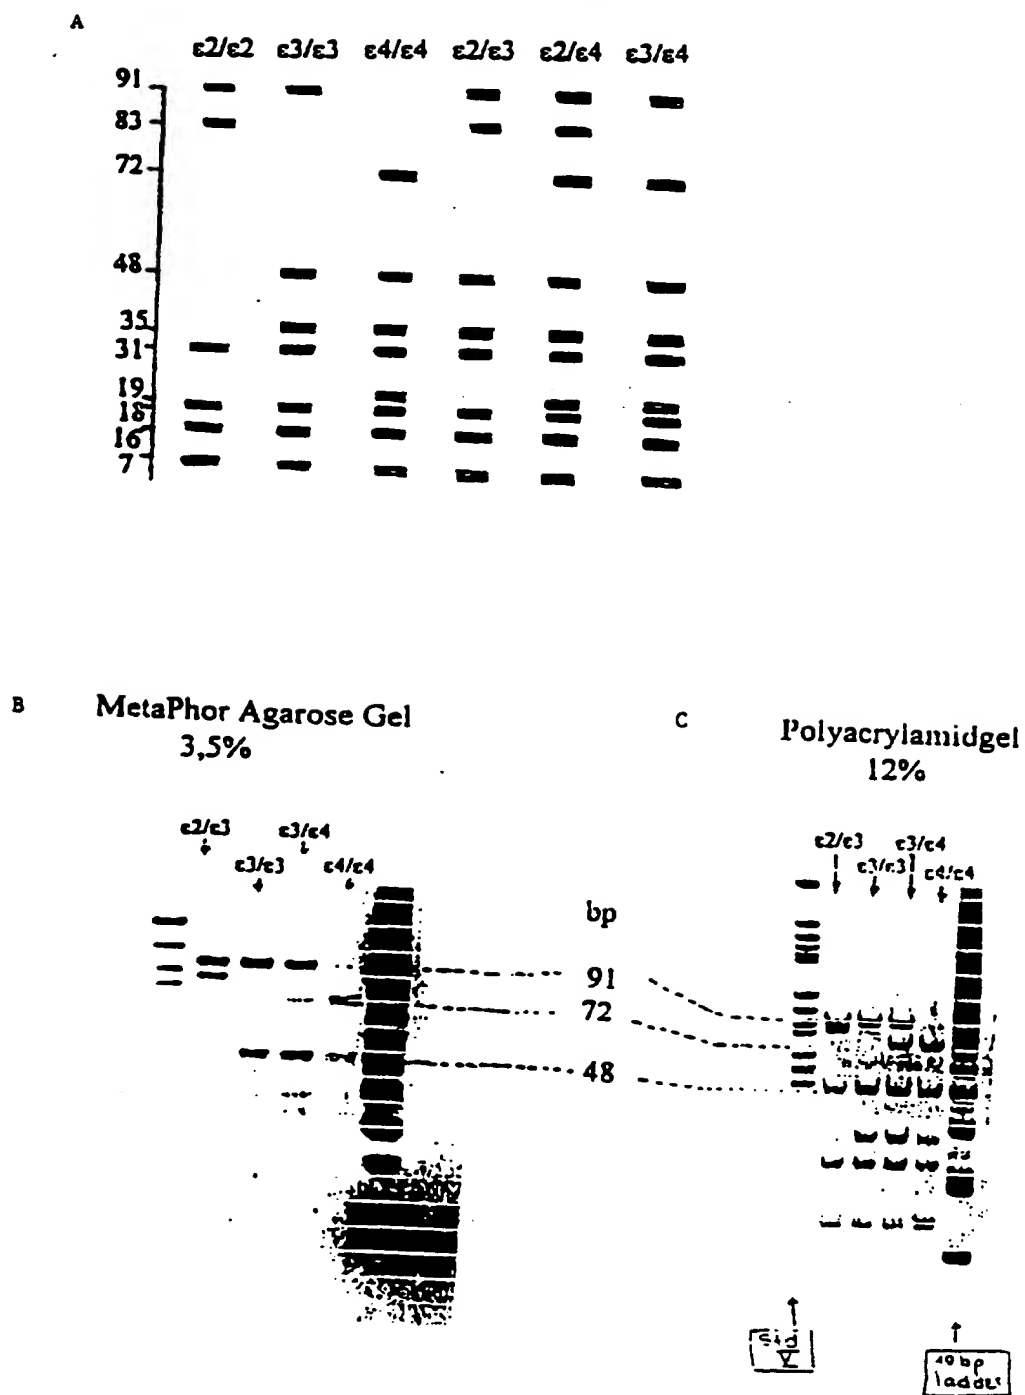 A
ε2/ε2 ε3/ε3 ε4/ε4 ε2/ε3 ε2/ε4 ε3/ε4
91
83
72
48
35
31
19
18
16
7
B
MetaPhor Agarose Gel
3,5%
C
Polyacrylamidgel
12%
ε2/ε3 ε3/ε4
ε3/ε3 ε4/ε4
ε2/ε3 ε3/ε4
ε3/ε3 ε4/ε4
bp
91
72
48
Std
V
10 bp
ladder